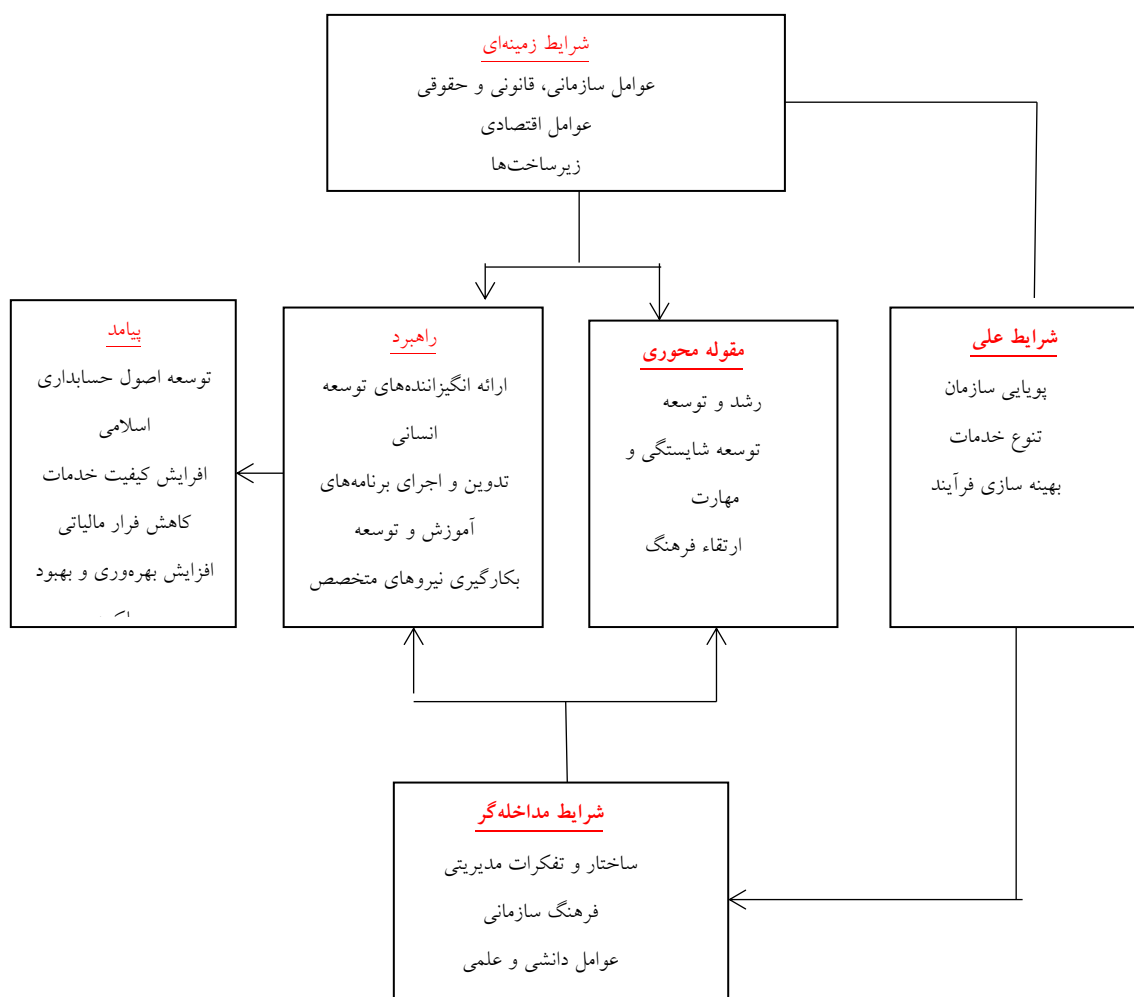 شرایط زمینه‌ای
عوامل سازمانی، قانونی و حقوقی
عوامل اقتصادی
زیرساخت‌ها
شرایط علی
پویایی سازمان
تنوع خدمات
بهینه سازی فرآیند
مقوله محوری
رشد و توسعه
توسعه شایستگی و
مهارت
ارتقاء فرهنگ
راهبرد
ارائه انگیزاننده‌های توسعه
انسانی
تدوین و اجرای برنامه‌های
آموزش و توسعه
بکارگیری نیروهای متخصص
پیامد
توسعه اصول حسابداری
اسلامی
افرایش کیفیت خدمات
کاهش فرار مالیاتی
افزایش بهره‌وری و بهبود
شرایط مداخله‌گر
ساختار و تفکرات مدیریتی
فرهنگ سازمانی
عوامل دانشی و علمی